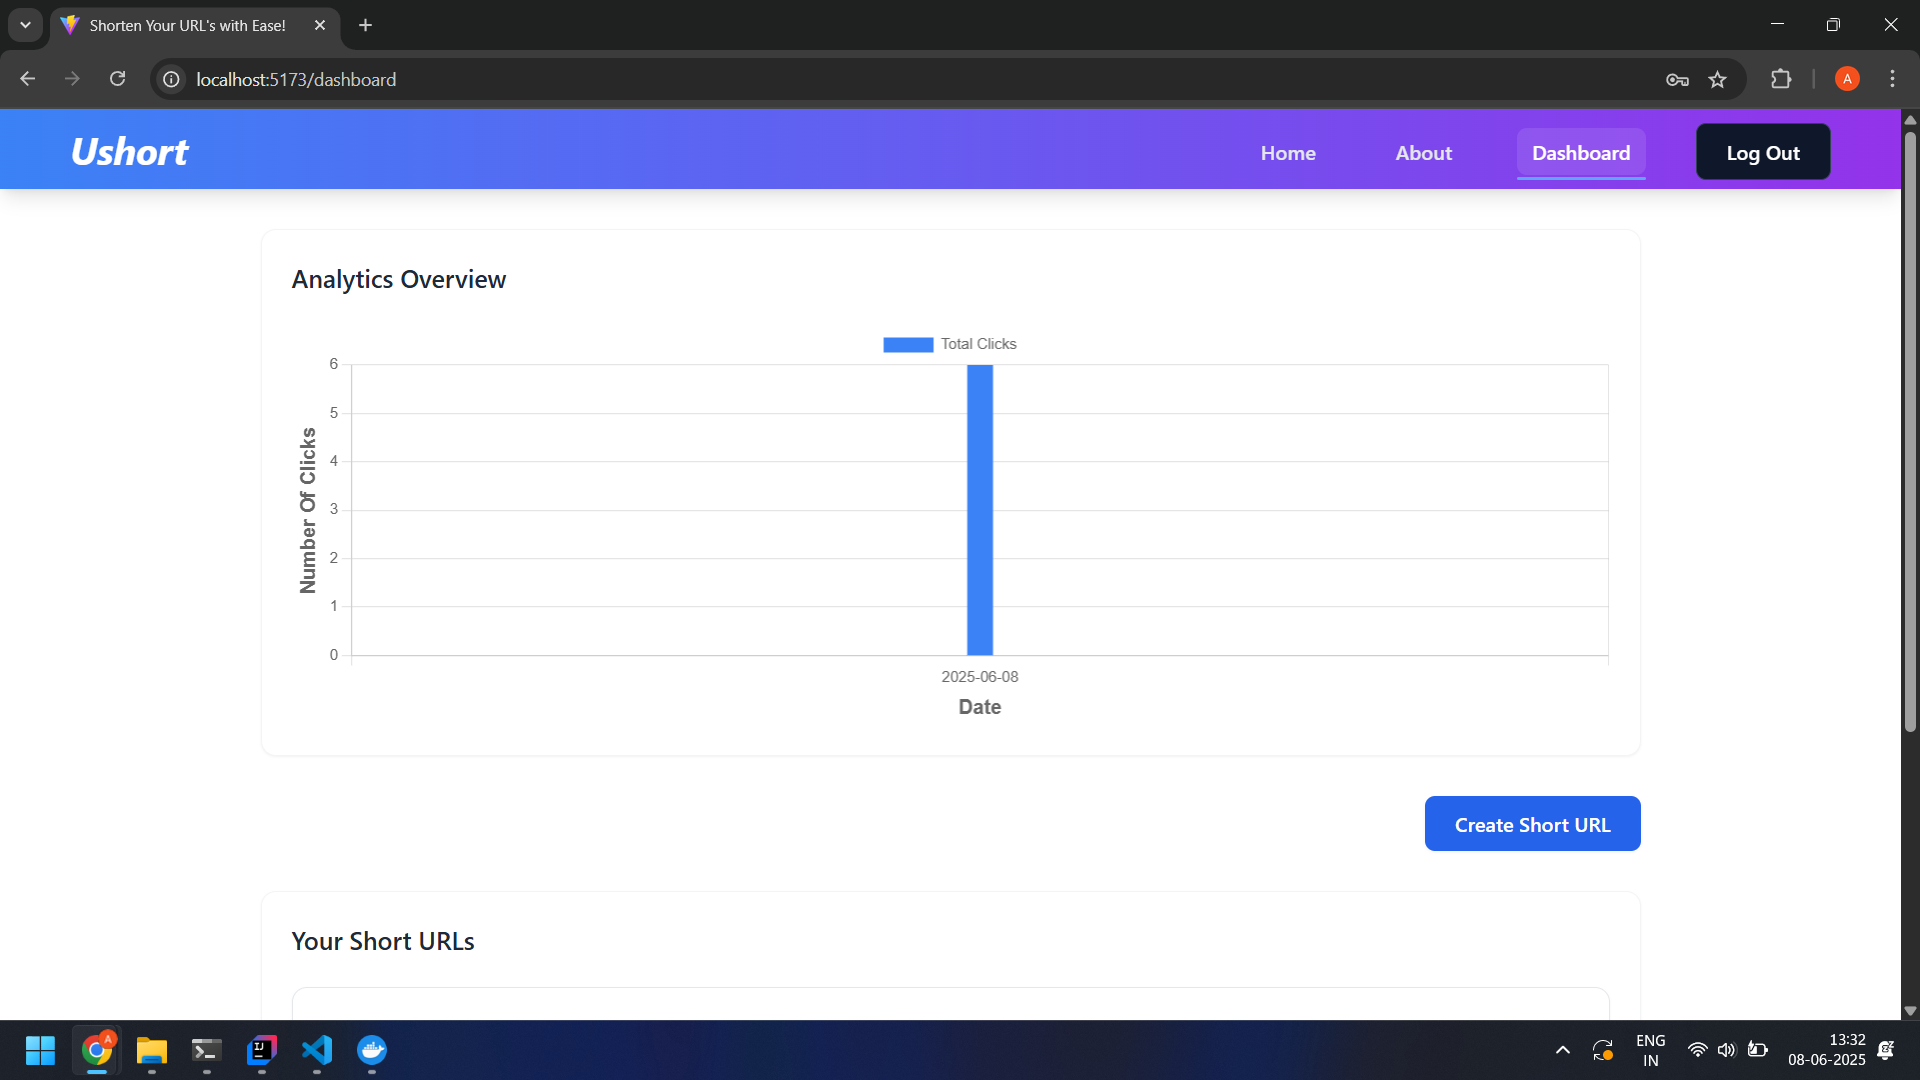 Shorten Your URL's with Ease!
localhost:5173/dashboard
A
Ushort
Home
About
Dashboard
Log Out
Analytics Overview
Total Clicks
6
5
4
3
2
1
0
Number Of Clicks
2025-06-08
Date
Create Short URL
Your Short URLs
A
IJ
ENG
IN
13:32
08-06-2025